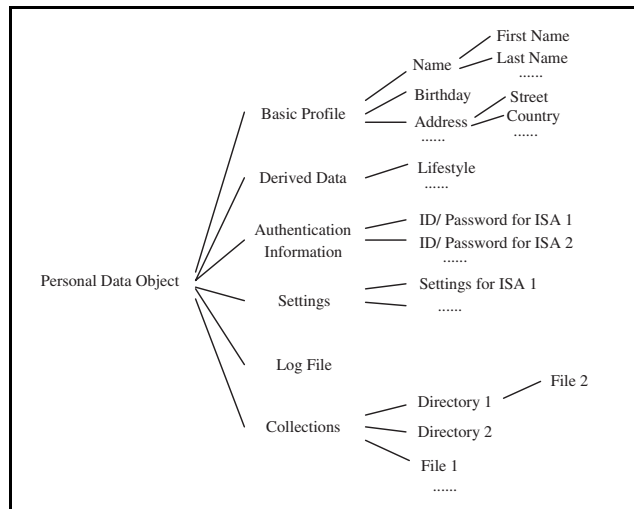 First Name
Name
Last Name
......
Birthday
Street
Basic Profile
Address
Country
......
......
Derived Data
Lifestyle
......
Authentication
Information
ID/ Password for ISA 1
ID/ Password for ISA 2
......
Personal Data Object
Settings
Settings for ISA 1
......
Log File
File 2
Directory 1
Collections
Directory 2
File 1
......